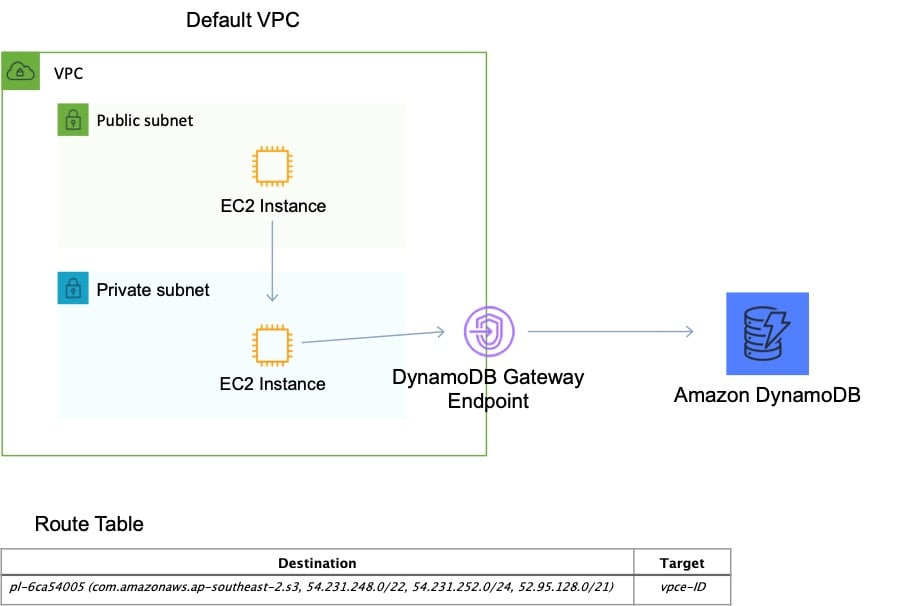 Default VPC
VPC
Public subnet
EC2 Instance
Private subnet
EC2 Instance
DynamoDB Gateway
Endpoint
Amazon DynamoDB
Route Table
Destination Target
pl-6ca54005 (com.amazonaws.ap-southeast-2.s3, 54.231.248.0/22, 54.231.252.0/24, 52.95.128.0/21) vpce-ID